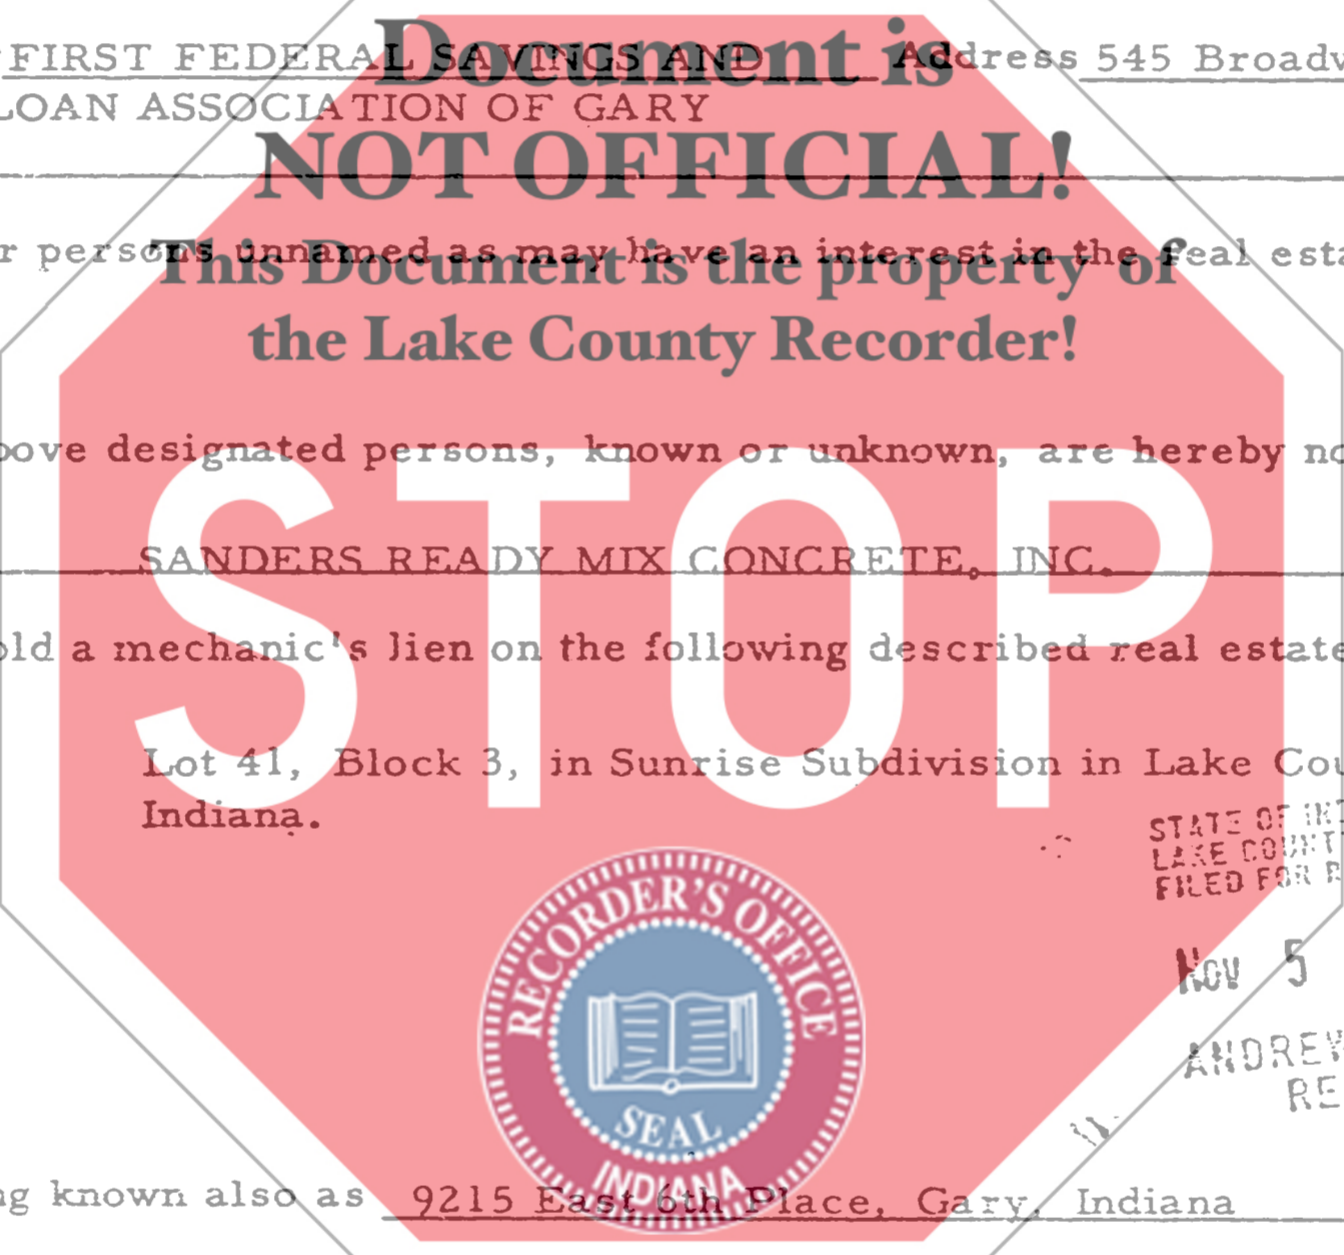 FIRST FEDERAL SAVINGS AND Address 545 Broadw
LOAN ASSOCIATION OF GARY
Document is
NOT OFFICIAL!
r persons unnamed as may have an interest in the real esta
This Document is the property of
the Lake County Recorder!
ove designated persons, known or unknown, are hereby no
STOP
SANDERS READY MIX CONCRETE, INC.
old a mechanic's lien on the following described real estate
Lot 41, Block 3, in Sunrise Subdivision in Lake Cou
Indiana.
STATE OF IN
LAKE COUNT
FILED FOR R
NOV 5
ANDREW
RE
RECORDER'S OFFICE
SEAL
INDIANA
ng known also as 9215 East 6th Place, Gary, Indiana